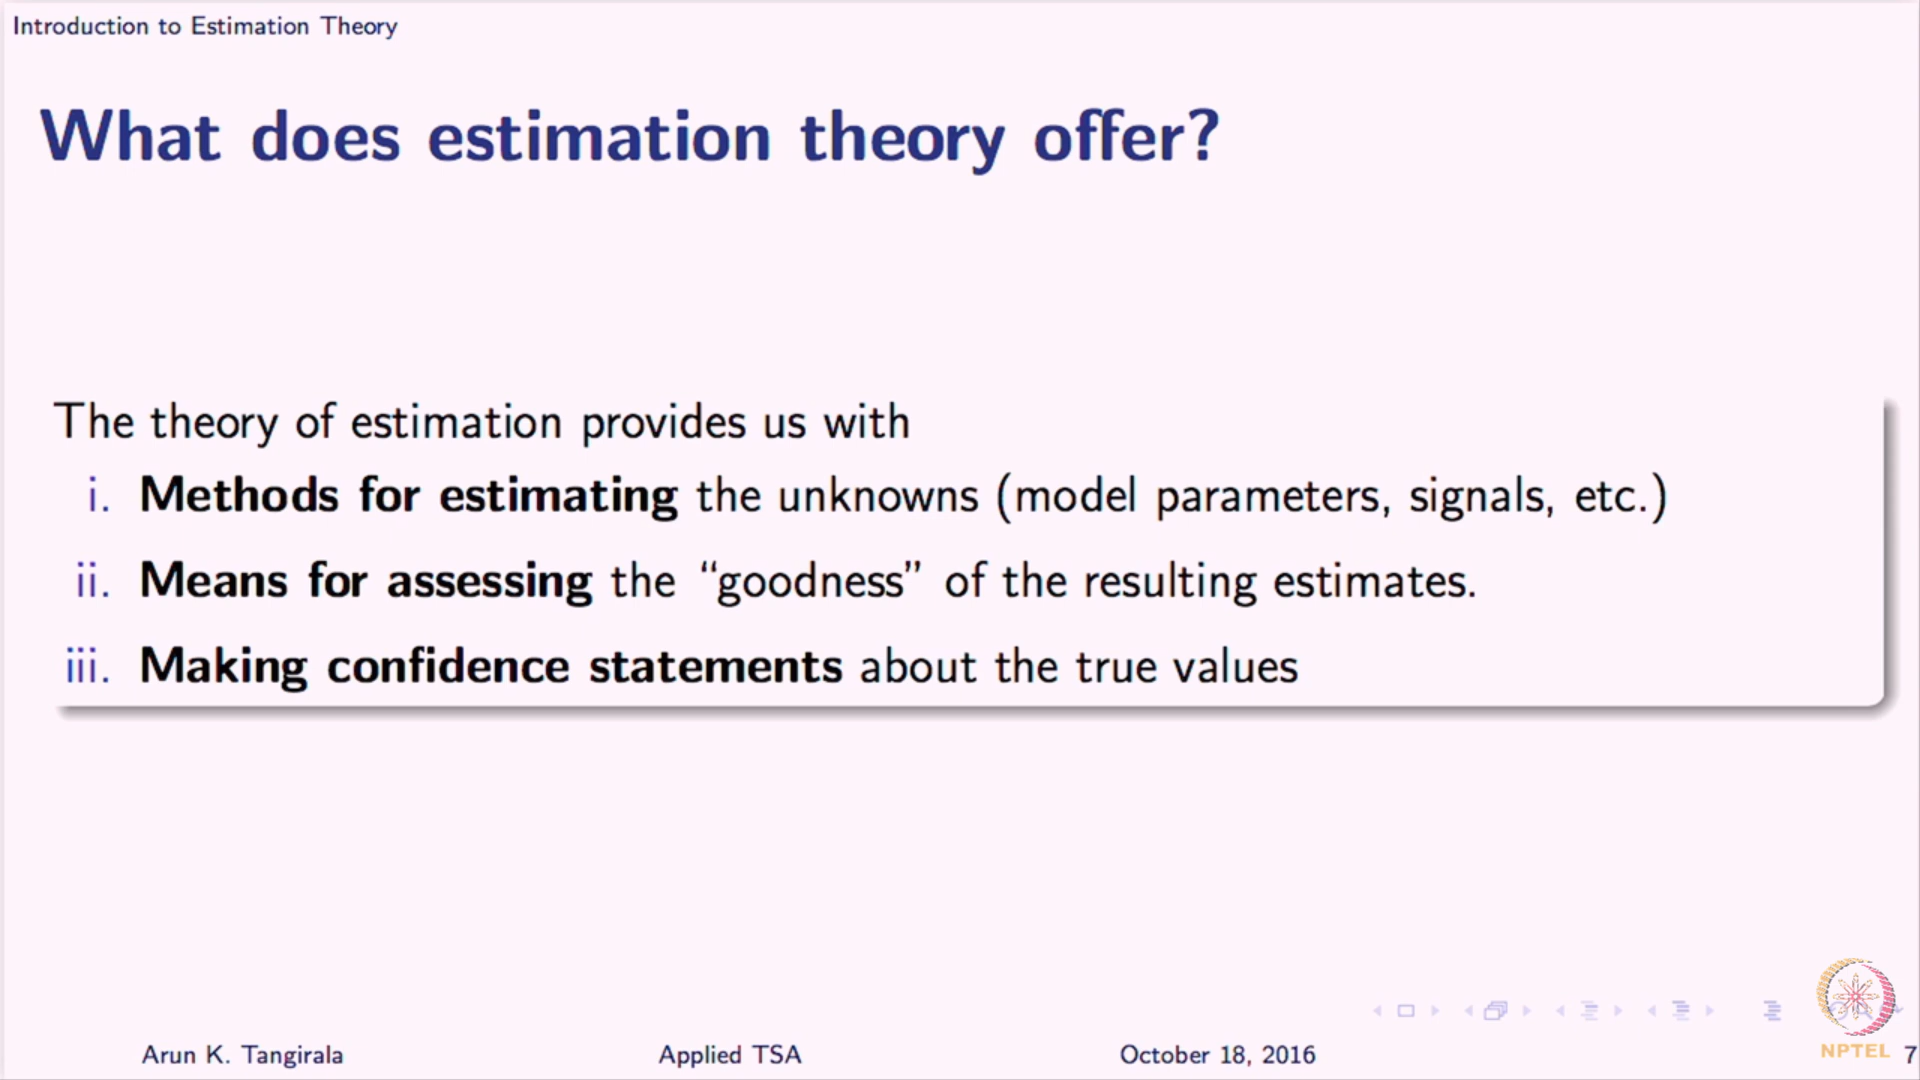 Introduction to Estimation Theory
What does estimation theory offer?
The theory of estimation provides us with
i. Methods for estimating the unknowns (model parameters, signals, etc.)
ii. Means for assessing the “goodness” of the resulting estimates.
iii. Making confidence statements about the true values
NPTEL
Arun K. Tangirala Applied TSA October 18, 2016 7